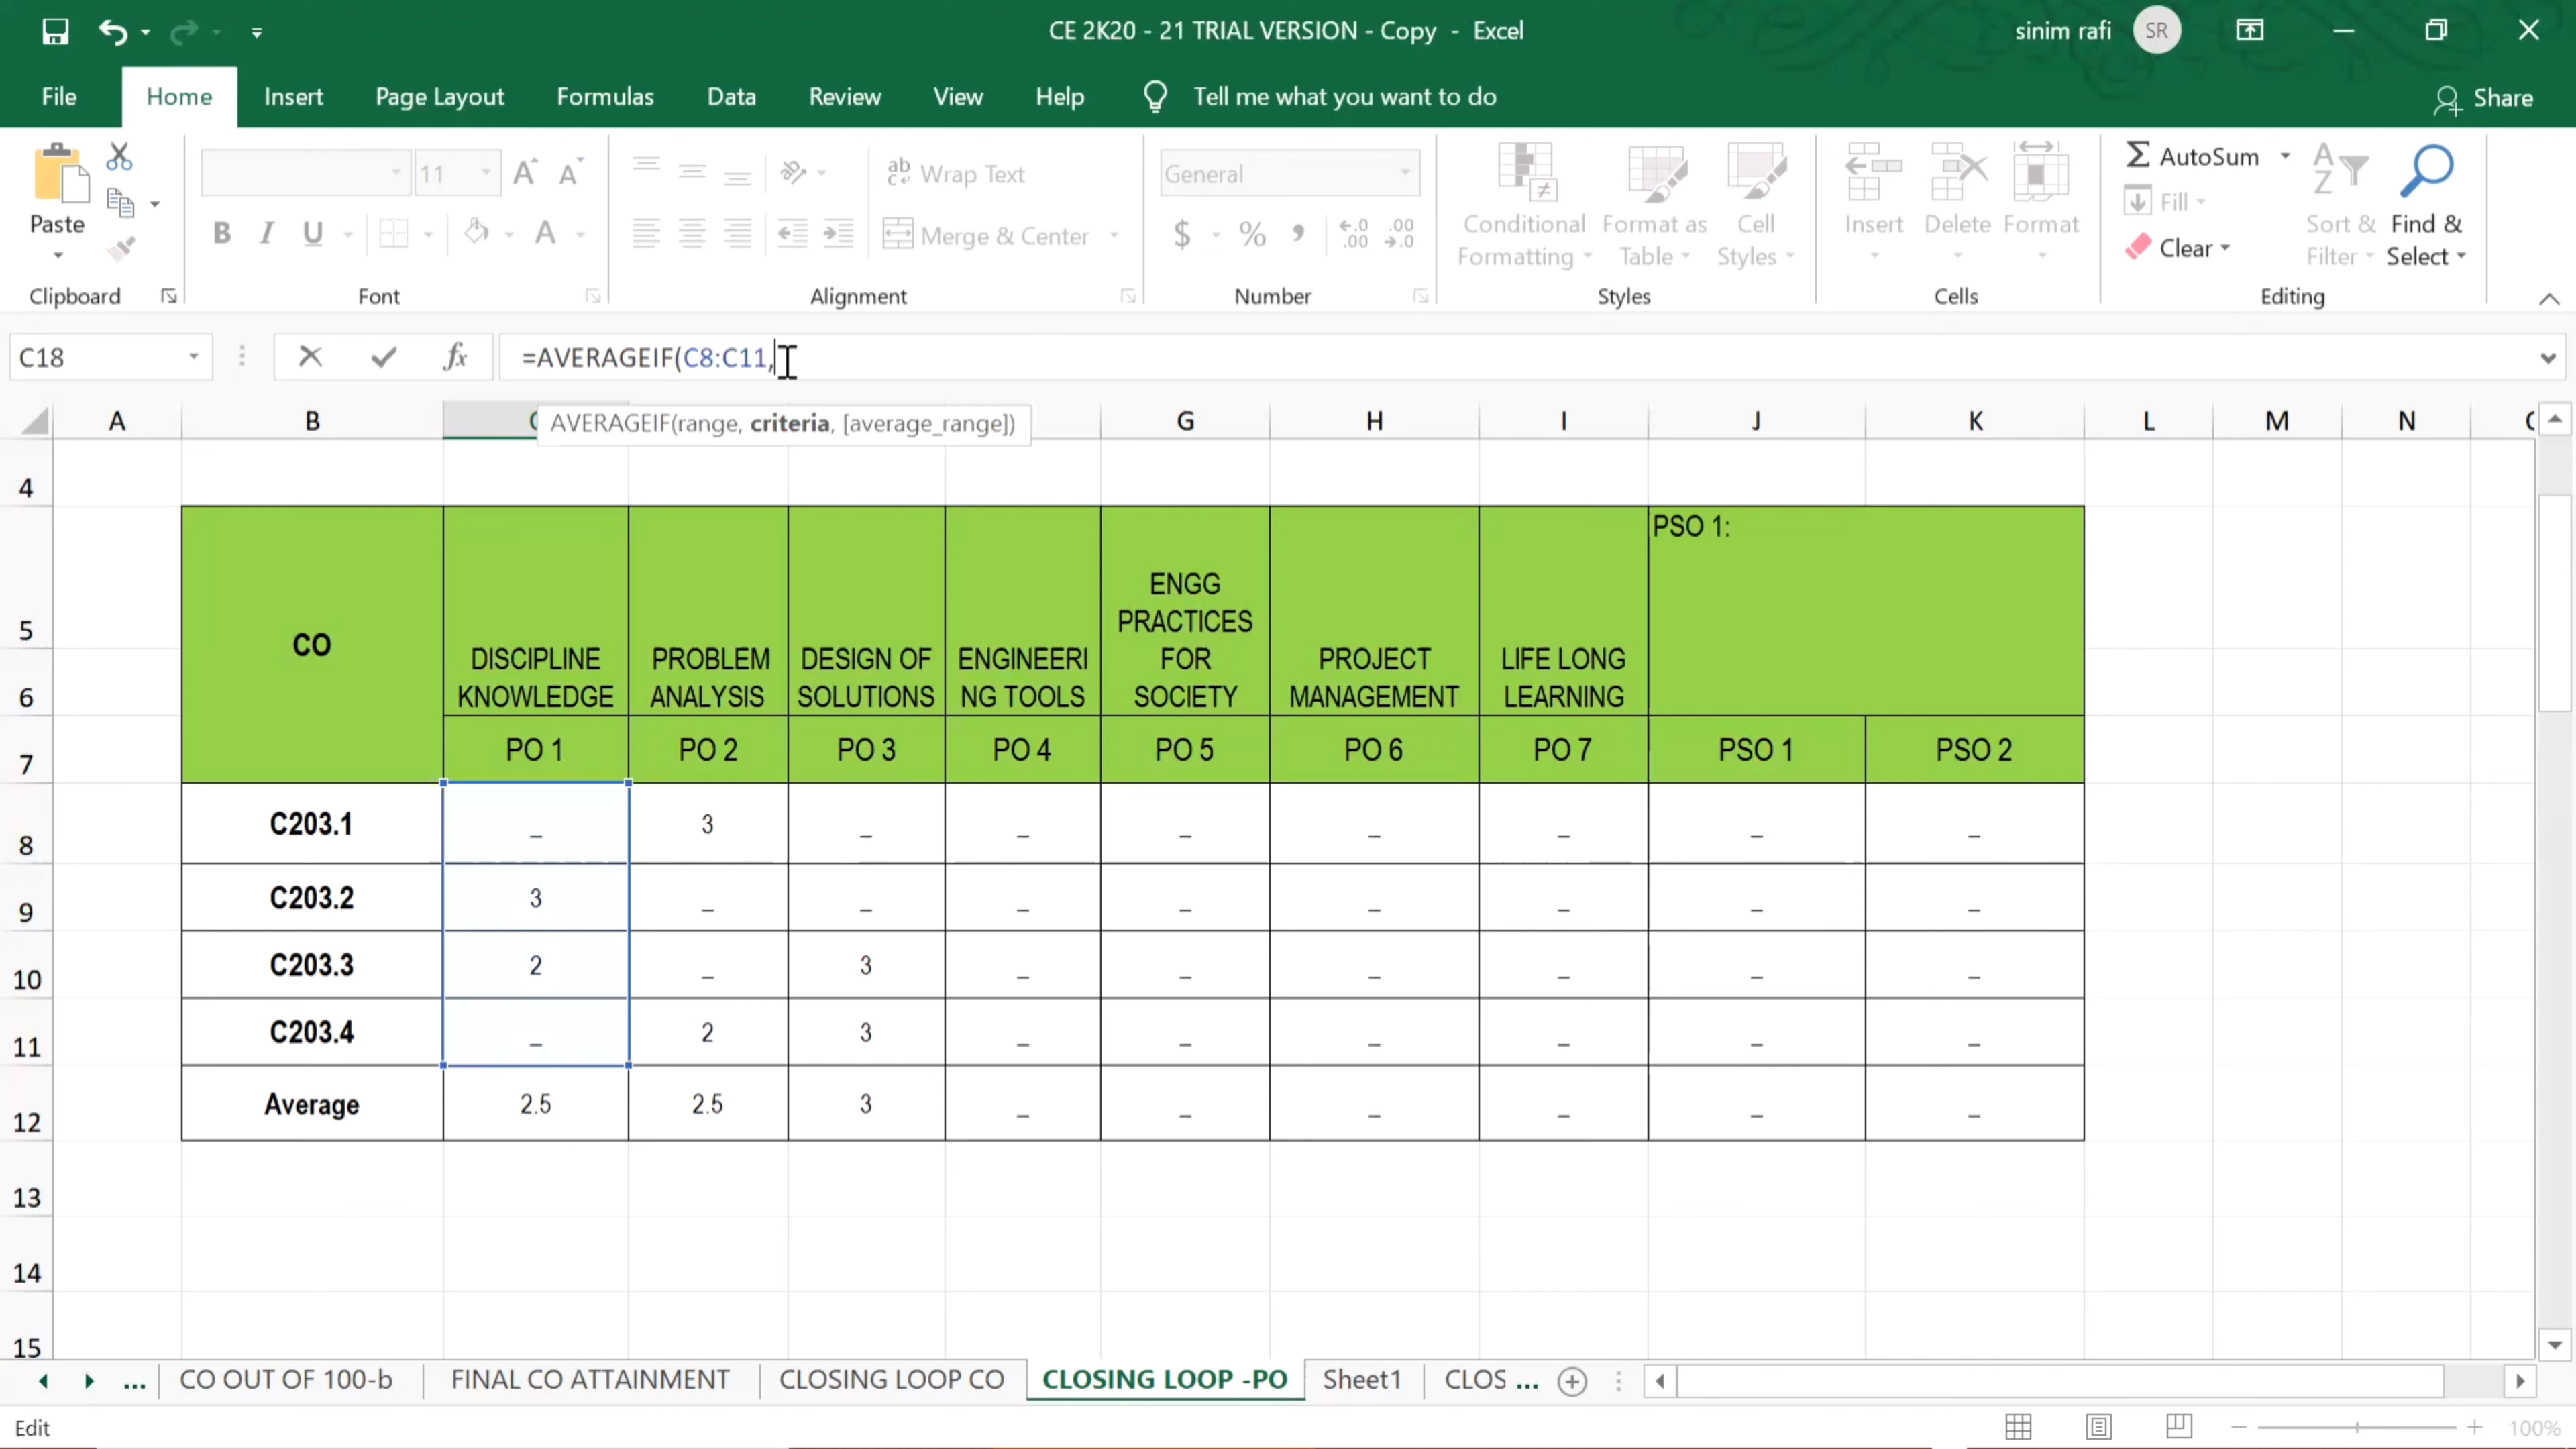 CE 2K20 - 21 TRIAL VERSION - Copy - Excel
sinim rafi SR
File Home Insert Page Layout Formulas Data Review View Help Tell me what you want to do Share
Paste
Clipboard
11
Font
Wrap Text
Merge & Center
Alignment
General
Number
Conditional Formatting
Format as Table
Cell Styles
Styles
Insert Delete Format
Cells
AutoSum
Fill
Clear
Sort & Filter
Find & Select
Editing
C18 fx =AVERAGEIF(C8:C11,
AVERAGEIF(range, criteria, [average_range])
A B G H I J K L M N
4
5
6
7
8
9
10
11
12
13
14
15
CO
DISCIPLINE KNOWLEDGE
PROBLEM ANALYSIS
DESIGN OF SOLUTIONS
ENGINEERI NG TOOLS
ENGG PRACTICES FOR SOCIETY
PROJECT MANAGEMENT
LIFE LONG LEARNING
PSO 1:
PO 1 PO 2 PO 3 PO 4 PO 5 PO 6 PO 7 PSO 1 PSO 2
C203.1 _ 3 _ _ _ _ _ _ _
C203.2 3 _ _ _ _ _ _ _ _
C203.3 2 _ 3 _ _ _ _ _ _
C203.4 _ 2 3 _ _ _ _ _ _
Average 2.5 2.5 3 _ _ _ _ _ _
... CO OUT OF 100-b FINAL CO ATTAINMENT CLOSING LOOP CO CLOSING LOOP -PO Sheet1 CLOS ...
Edit
100%